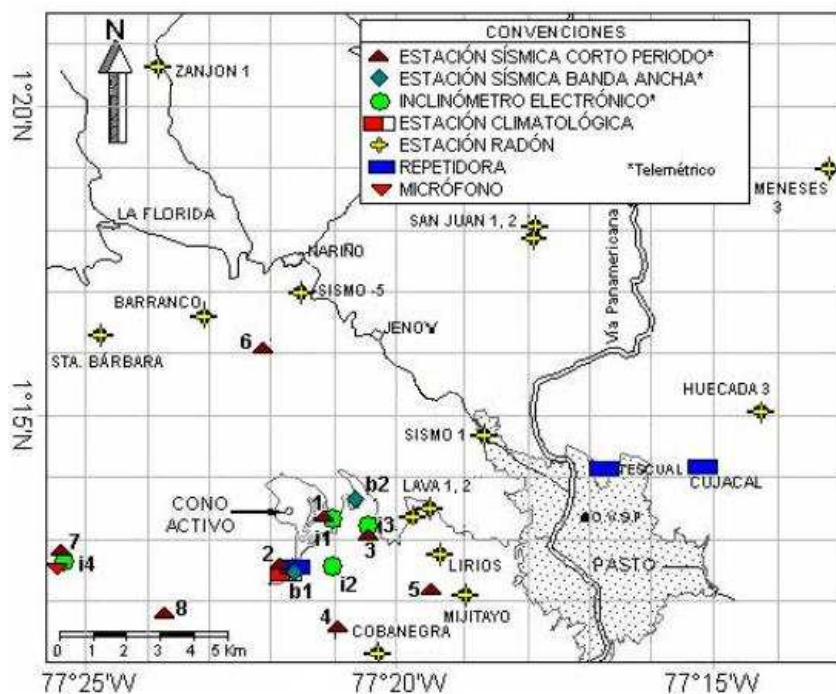 N
CONVENCIONES
ESTACIÓN SÍSMICA CORTO PERIODO*
ESTACIÓN SÍSMICA BANDA ANCHA*
INCLINÓMETRO ELECTRÓNICO*
ESTACIÓN CLIMATOLÓGICA
ESTACIÓN RADÓN
REPETIDORA
*Telemétrico
MICRÓFONO
ZANJON 1
1°20'N
MENESES
3
LA FLORIDA
SAN JUAN 1, 2
Vía Panamericana
NARIÑO
SISMO -5
BARRANCO
JENOY
6
STA. BÁRBARA
HUECADA 3
1°15'N
SISMO 1
TESCUAL
CUJACAL
b2
LAVA 1, 2
CONO
ACTIVO
1
i1
i3
3
O.V.S.P
7
i4
2
b1
i2
LIRIOS
PASTO
5
MIJITAYO
8
4
COBANEGRA
0 1 2 3 4 5 Km
77°25'W
77°20'W
77°15'W